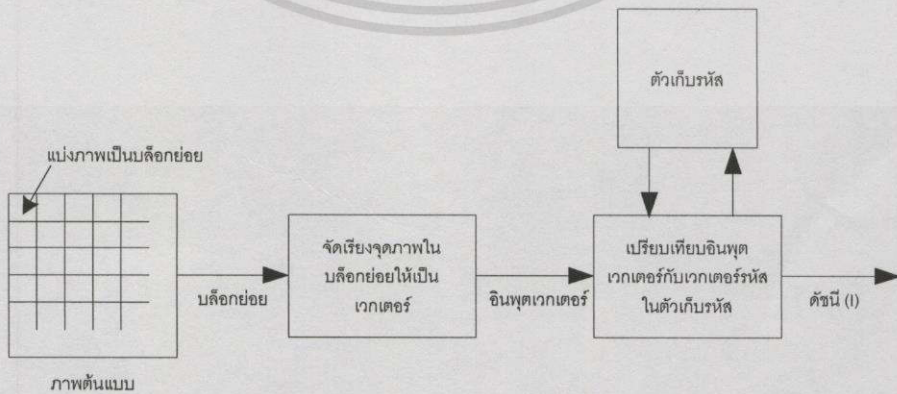 ตัวเก็บรหัส
แบ่งภาพเป็นบล็อกย่อย
จัดเรียงจุดภาพใน
บล็อกย่อยให้เป็น
เวกเตอร์
เปรียบเทียบอินพุต
เวกเตอร์กับเวกเตอร์รหัส
ในตัวเก็บรหัส
บล็อกย่อย
อินพุตเวกเตอร์
ดัชนี (I)
ภาพต้นแบบ